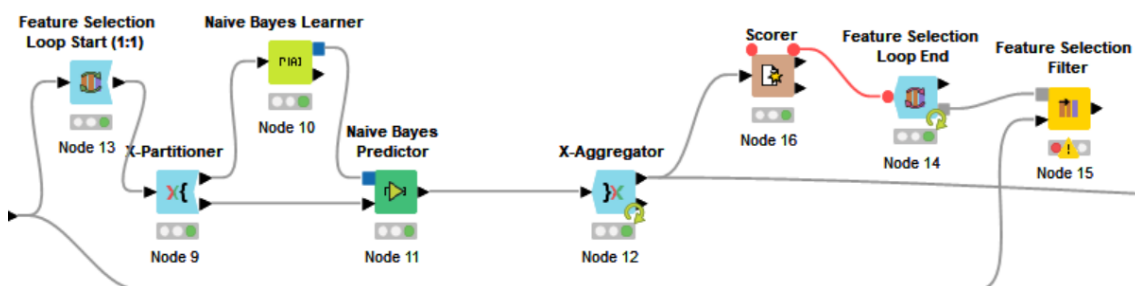 Feature Selection
Loop Start (1:1)
Node 13
Naive Bayes Learner
Node 10
X-Partitioner
Node 9
Naive Bayes
Predictor
Node 11
X-Aggregator
Node 12
Scorer
Node 16
Feature Selection
Loop End
Node 14
Feature Selection
Filter
Node 15